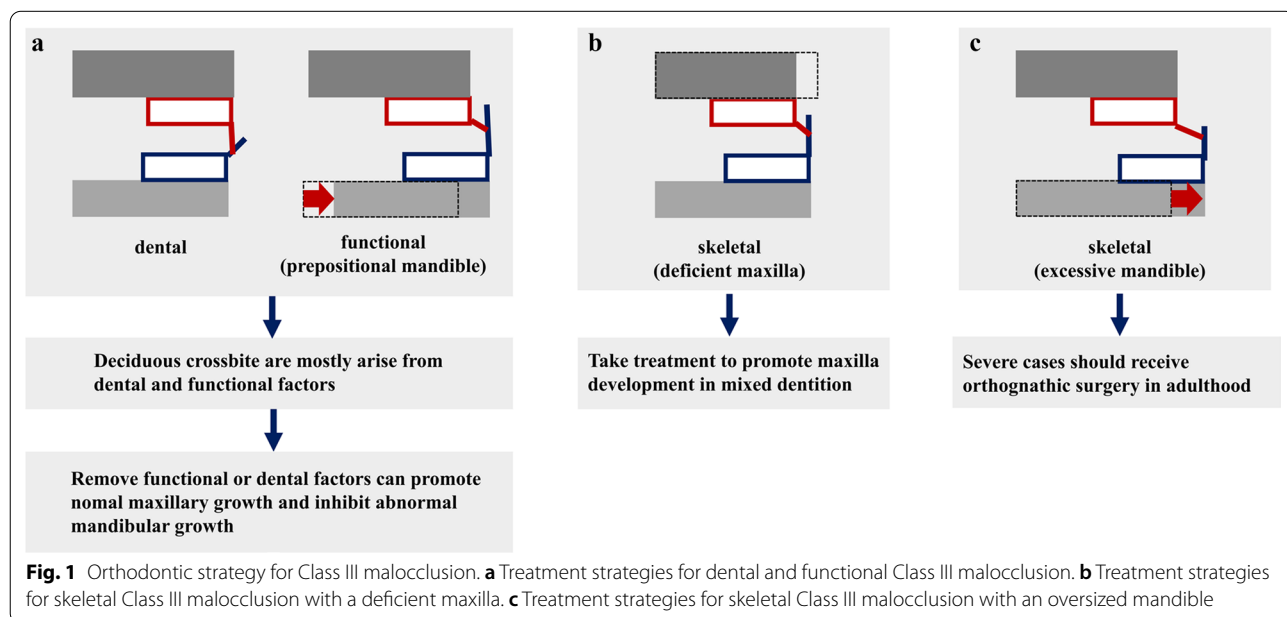 a
dental
functional
(prepositional mandible)
Deciduous crossbite are mostly arise from
dental and functional factors
Remove functional or dental factors can promote
nomal maxillary growth and inhibit abnormal
mandibular growth
b
skeletal
(deficient maxilla)
Take treatment to promote maxilla
development in mixed dentition
c
skeletal
(excessive mandible)
Severe cases should receive
orthognathic surgery in adulthood
Fig. 1 Orthodontic strategy for Class III malocclusion. a Treatment strategies for dental and functional Class III malocclusion. b Treatment strategies
for skeletal Class III malocclusion with a deficient maxilla. c Treatment strategies for skeletal Class III malocclusion with an oversized mandible